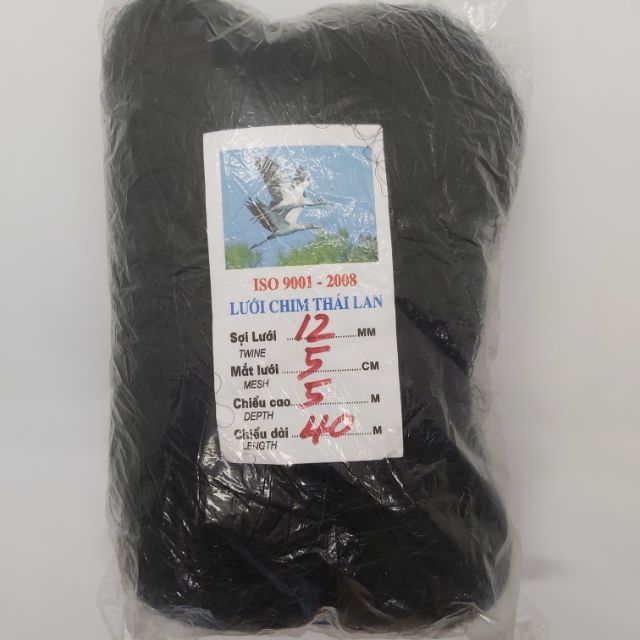 ISO 9001 - 2008
LƯỚI CHIM THÁI LAN
Sợi Lưới 12 MM
TWINE
Mắt lưới 5 CM
MESH
Chiều cao 5 M
DEPTH
Chiều dài 40 M
LENGTH